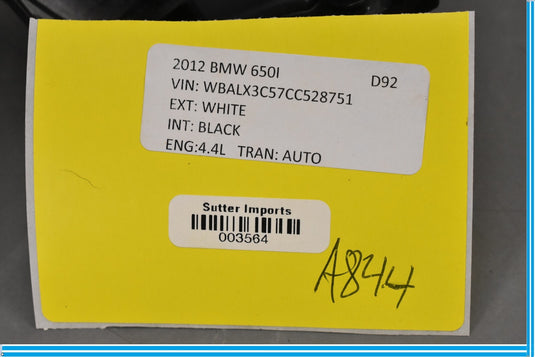 2012 BMW 650I D92
VIN: WBALX3C57CC528751
EXT: WHITE
INT: BLACK
ENG:4.4L TRAN: AUTO
Sutter Imports
003564
A844